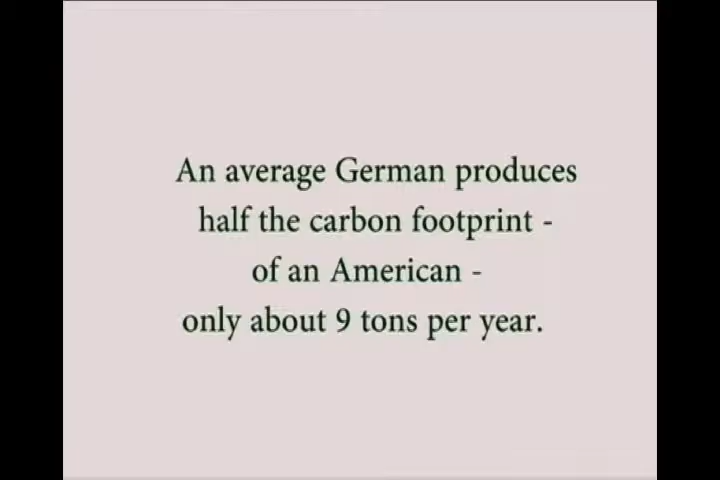 An average German produces
half the carbon footprint -
of an American -
only about 9 tons per year.